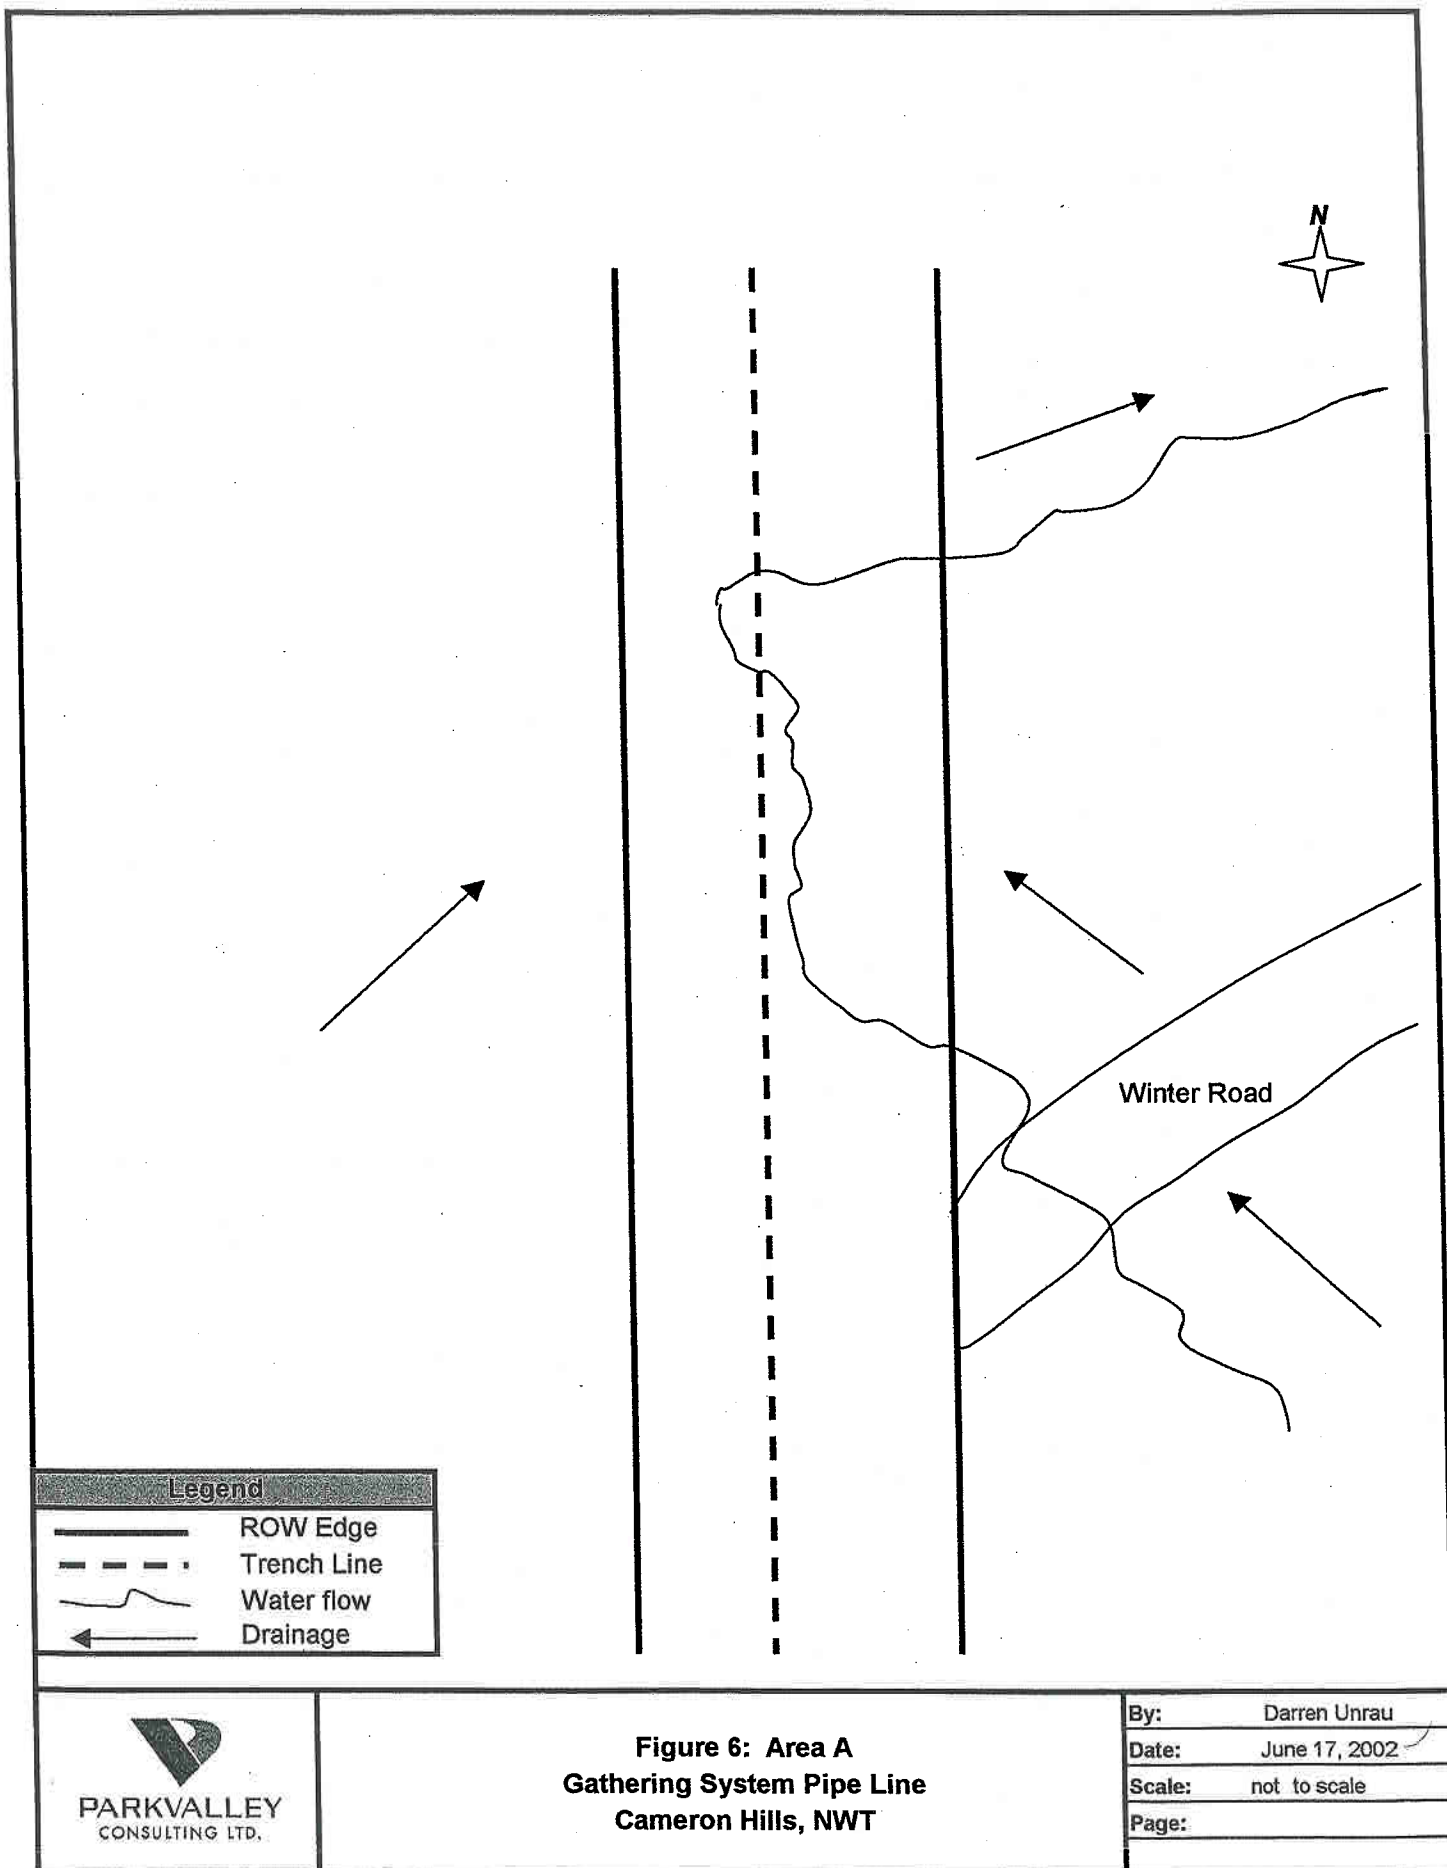 N
Winter Road
Legend
ROW Edge
Trench Line
Water flow
Drainage
PARKVALLEY
CONSULTING LTD.
Figure 6: Area A
Gathering System Pipe Line
Cameron Hills, NWT
By: Darren Unrau
Date: June 17, 2002
Scale: not to scale
Page: